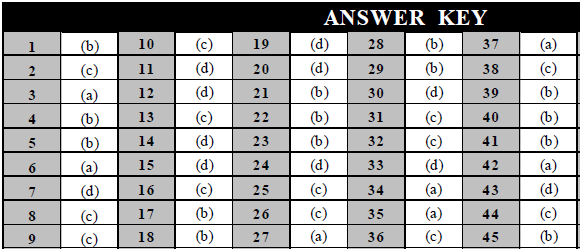 ANSWER KEY
1 (b) 10 (c) 19 (d) 28 (b) 37 (a)
2 (c) 11 (d) 20 (d) 29 (b) 38 (c)
3 (a) 12 (d) 21 (b) 30 (d) 39 (b)
4 (b) 13 (c) 22 (b) 31 (c) 40 (b)
5 (b) 14 (d) 23 (b) 32 (c) 41 (b)
6 (a) 15 (d) 24 (d) 33 (d) 42 (a)
7 (d) 16 (c) 25 (c) 34 (a) 43 (d)
8 (c) 17 (b) 26 (c) 35 (a) 44 (c)
9 (c) 18 (b) 27 (a) 36 (c) 45 (b)